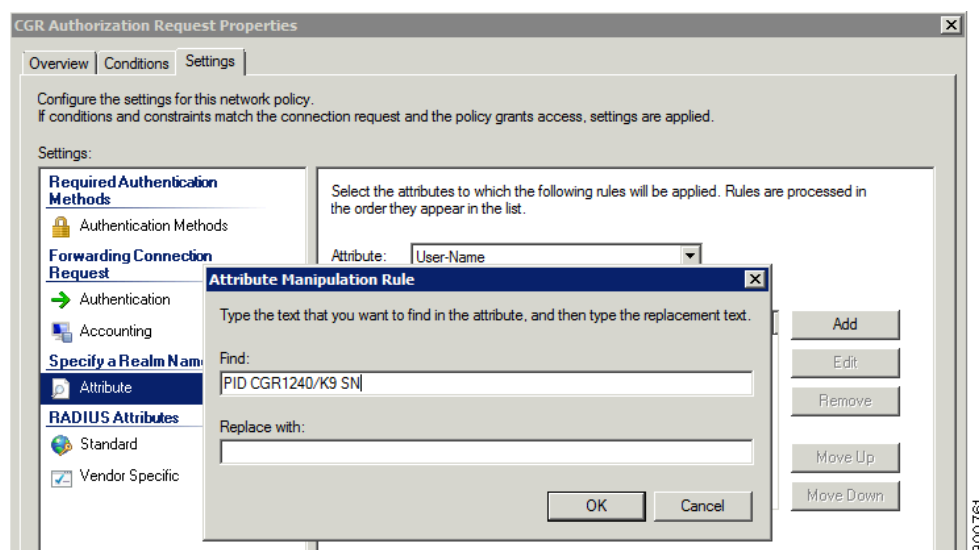 CGR Authorization Request Properties
Overview
Conditions
Settings
Configure the settings for this network policy.
If conditions and constraints match the connection request and the policy grants access, settings are applied.
Settings:
Required Authentication
Methods
Authentication Methods
Forwarding Connection
Request
Authentication
Accounting
Specify a Realm Nam
Attribute
RADIUS Attributes
Standard
Vendor Specific
Select the attributes to which the following rules will be applied. Rules are processed in
the order they appear in the list.
Attribute:
User-Name
Attribute Manipulation Rule
Type the text that you want to find in the attribute, and then type the replacement text.
Find:
PID CGR1240/K9 SN
Replace with:
OK
Cancel
Add
Edit
Remove
Move Up
Move Down